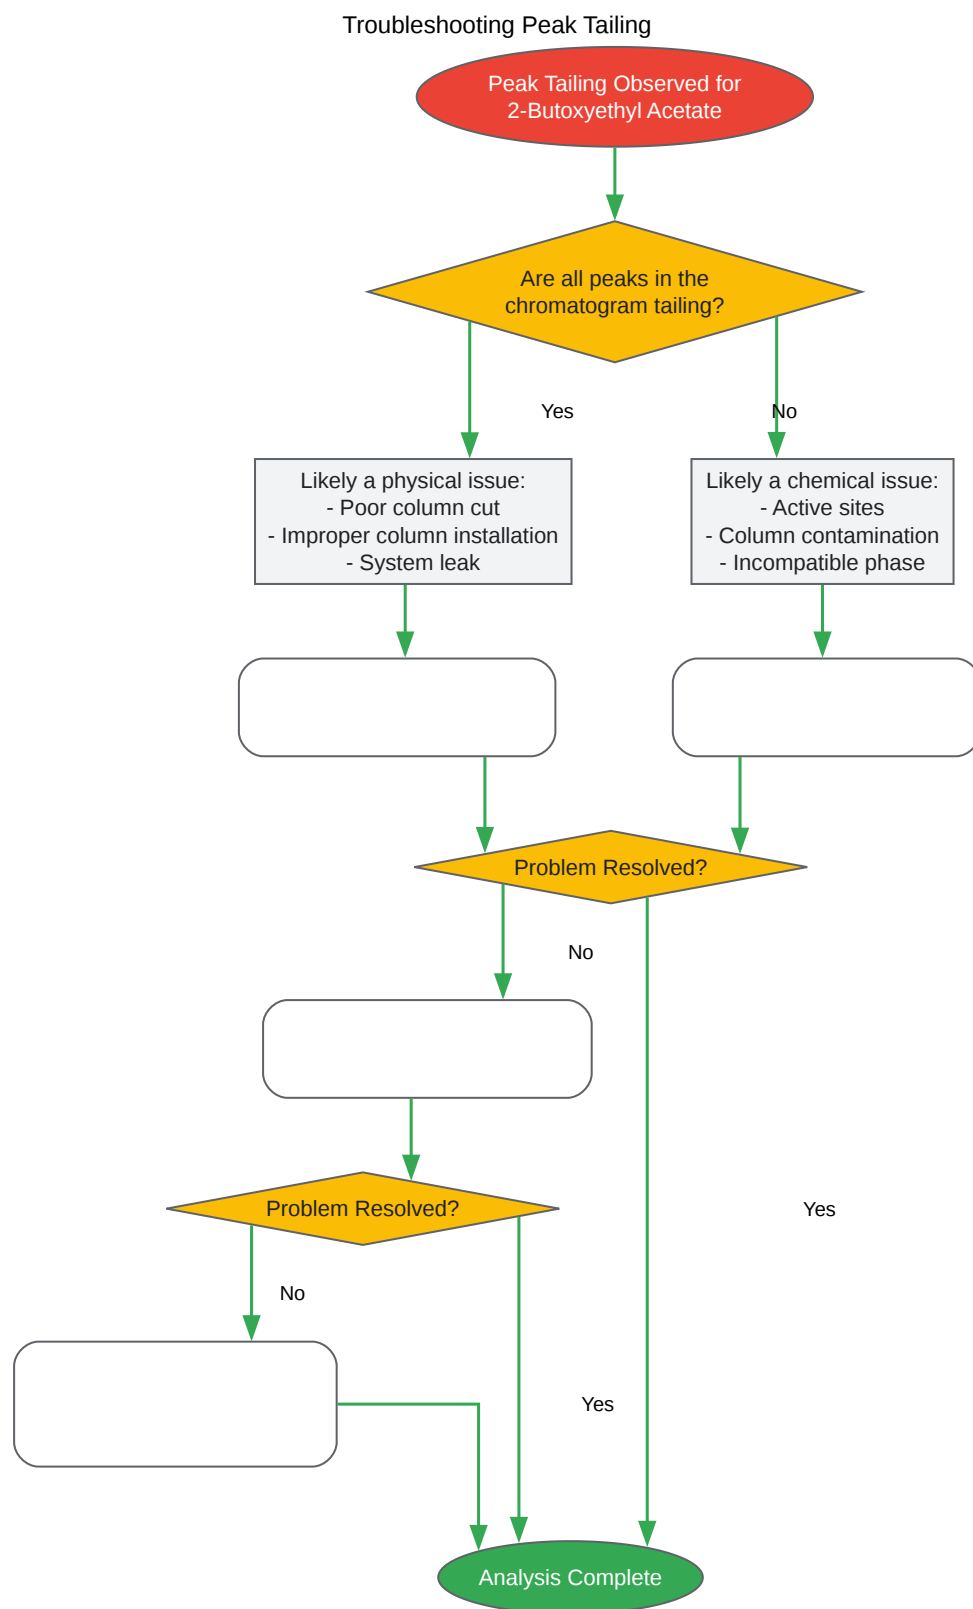 Troubleshooting Peak Tailing
Peak Tailing Observed for
2-Butoxyethyl Acetate
Are all peaks in the
chromatogram tailing?
Yes
No
Likely a physical issue:
- Poor column cut
- Improper column installation
- System leak
Likely a chemical issue:
- Active sites
- Column contamination
- Incompatible phase
Problem Resolved?
No
Problem Resolved?
Yes
No
Yes
Analysis Complete